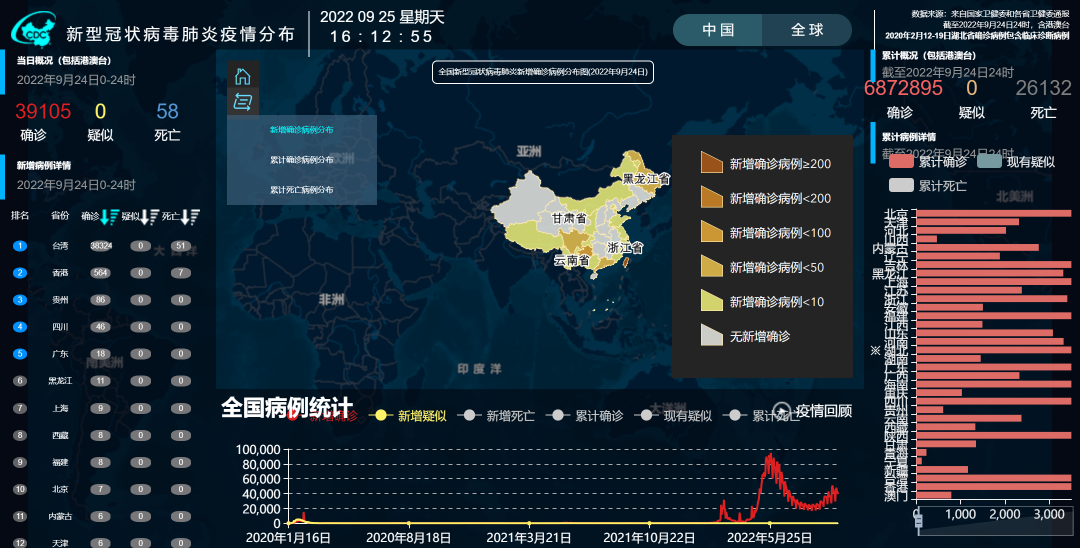 CDC 新型冠状病毒肺炎疫情分布
2022 09 25 星期天
16:12:55
中国
全球
数据来源：来自国家卫健委和各省卫健委通报
截至2022年9月24日24时，含港澳台
2020年2月12-19日湖北省确诊病例包含临床诊断病例
当日概况（包括港澳台）
2022年9月24日0-24时
39105 0 58
确诊 疑似 死亡
新增病例详情
2022年9月24日0-24时
排名 省份 确诊 疑似 死亡
1 台湾 38324 0 51
2 香港 564 0 7
3 贵州 86 0 0
4 四川 46 0 0
5 广东 18 0 0
6 黑龙江 11 0 0
7 上海 9 0 0
8 西藏 8 0 0
9 福建 8 0 0
10 北京 7 0 0
11 内蒙古 6 0 0
12 天津 6 0 0
全国新型冠状病毒肺炎新增确诊病例分布图(2022年9月24日)
新增确诊病例分布
累计确诊病例分布
累计死亡病例分布
欧洲
亚洲
非洲
印度洋
大西
南美洲
北美洲
大洋洲
黑龙江省
甘肃省
浙江省
云南省
新增确诊病例≥200
新增确诊病例<200
新增确诊病例<100
新增确诊病例<50
新增确诊病例<10
无新增确诊
全国病例统计
新增确诊 新增疑似 新增死亡 累计确诊 现有疑似 累计死亡
疫情回顾
100,000
80,000
60,000
40,000
20,000
0
2020年1月16日 2020年8月18日 2021年3月21日 2021年10月22日 2022年5月25日
累计概况（包括港澳台）
截至2022年9月24日24时
6872895 0 26132
确诊 疑似 死亡
累计病例详情
截至2022年9月24日24时
累计确诊 现有疑似
累计死亡
北京
天津
河北
山西
内蒙古
辽宁
吉林
黑龙江
上海
江苏
浙江
安徽
福建
江西
山东
河南
※ 湖北
湖南
广东
广西
海南
重庆
四川
贵州
云南
西藏
陕西
甘肃
青海
宁夏
新疆
台湾
香港
澳门
0 1,000 2,000 3,000